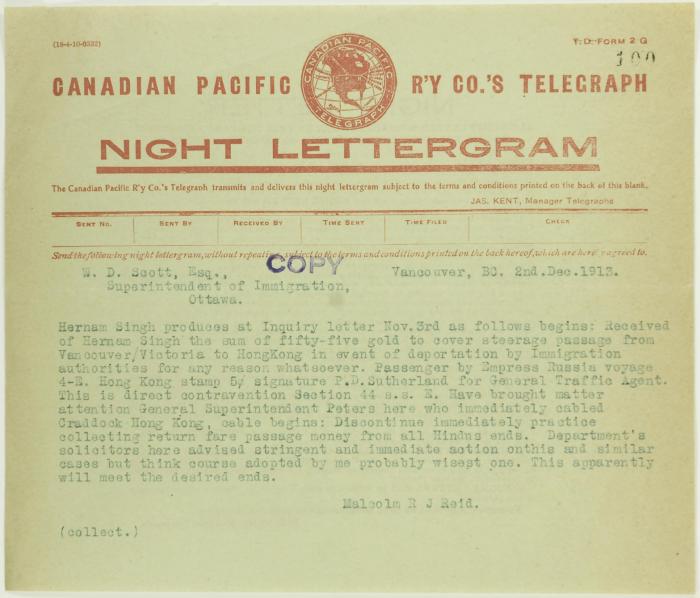 (18-4-10-6332)
T. D. FORM 2 G
100
CANADIAN PACIFIC R'Y CO.'S TELEGRAPH
CANADIAN PACIFIC
TELEGRAPH
NIGHT LETTERGRAM
The Canadian Pacific R'y Co.'s Telegraph transmits and delivers this night lettergram subject to the terms and conditions printed on the back of this blank.
JAS. KENT, Manager Telegraphs
SENT No. SENT BY RECEIVED BY TIME SENT TIME FILED CHECK
Send the following night lettergram, without repeating, subject to the terms and conditions printed on the back hereof, which are hereby agreed to.
COPY
W. D. Scott, Esq., Vancouver, BC. 2nd.Dec.1913.
Superintendent of Immigration,
Ottawa.
Hernam Singh produces at Inquiry letter Nov.3rd as follows begins: Received
of Hernam Singh the sum of fifty-five gold to cover steerage passage from
Vancouver/Victoria to HongKong in event of deportation by Immigration
authorities for any reason whatsoever. Passenger by Empress Russia voyage
4-E. Hong Kong stamp 5¢ signature P.D.Sutherland for General Traffic Agent.
This is direct contravention Section 44 s.s. E. Have brought matter
attention General Superintendent Peters here who immediately cabled
Craddock Hong Kong, cable begins: Discontinue immediately practice
collecting return fare passage money from all Hindus ends. Department's
solicitors here advised stringent and immediate action onthis and similar
cases but think course adopted by me probably wisest one. This apparently
will meet the desired ends.
Malcolm R J Reid.
(collect.)